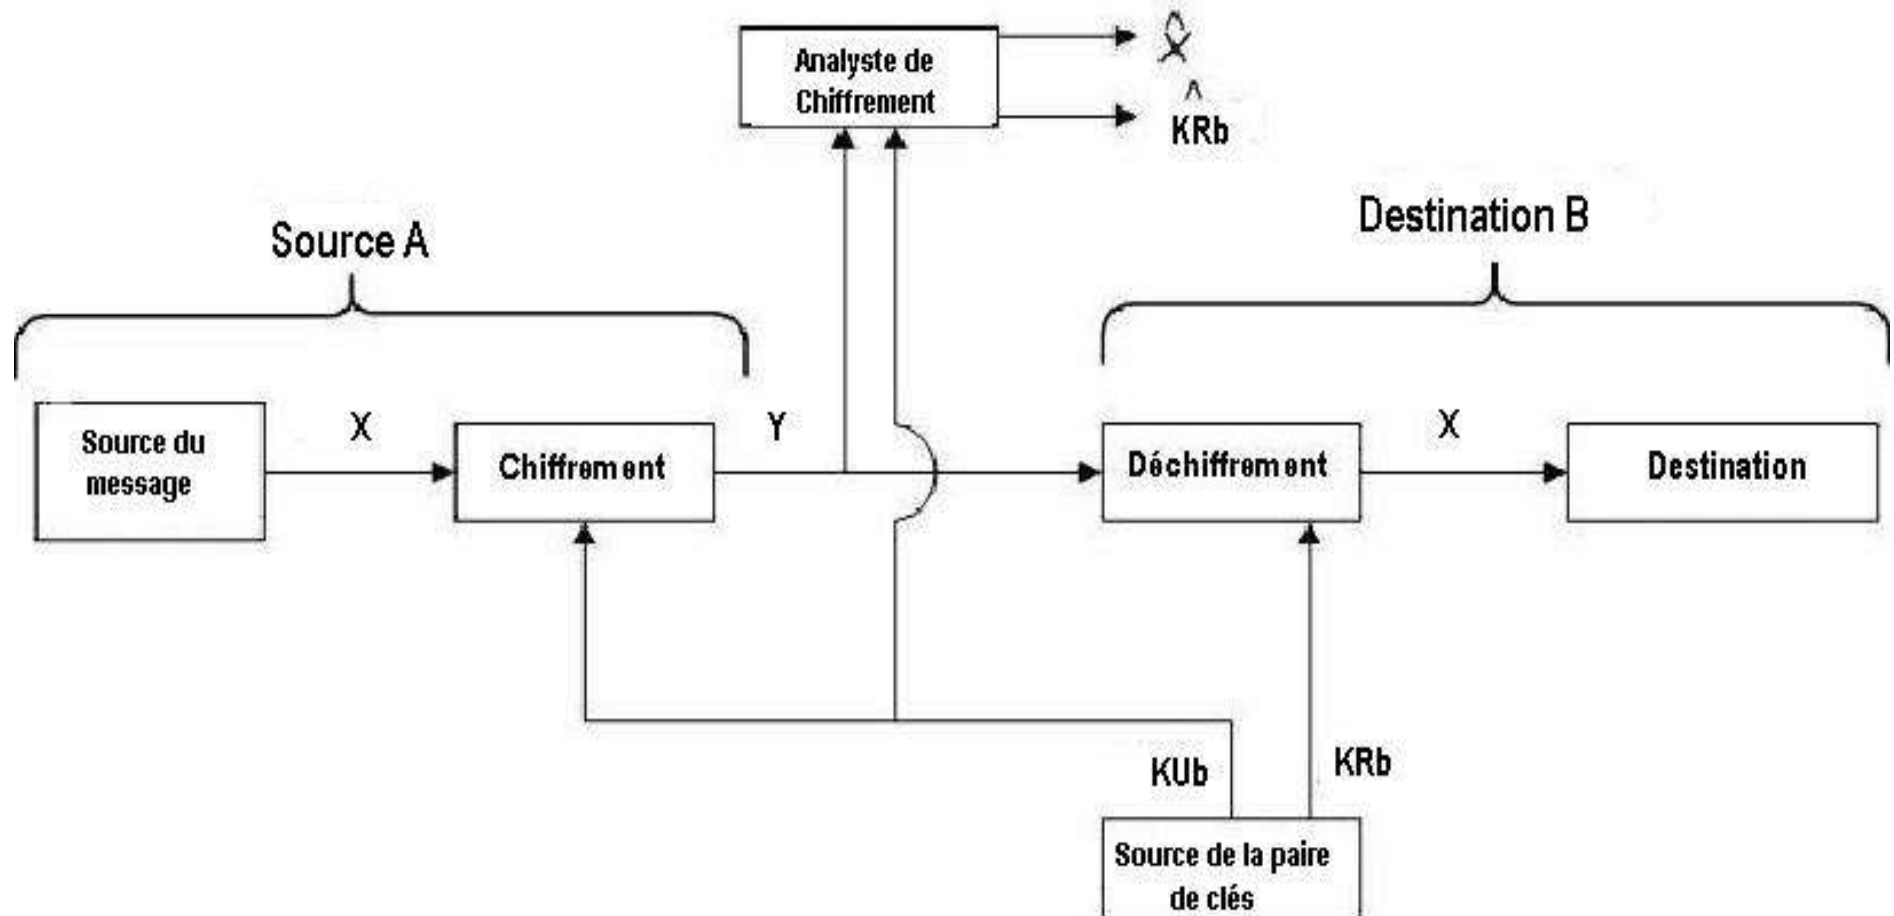 Analyste de
Chiffrement
X̂
^
KRb
Source A
Destination B
Source du
message
X
Chiffrement
Y
Déchiffrement
X
Destination
KUb
KRb
Source de la paire
de clés